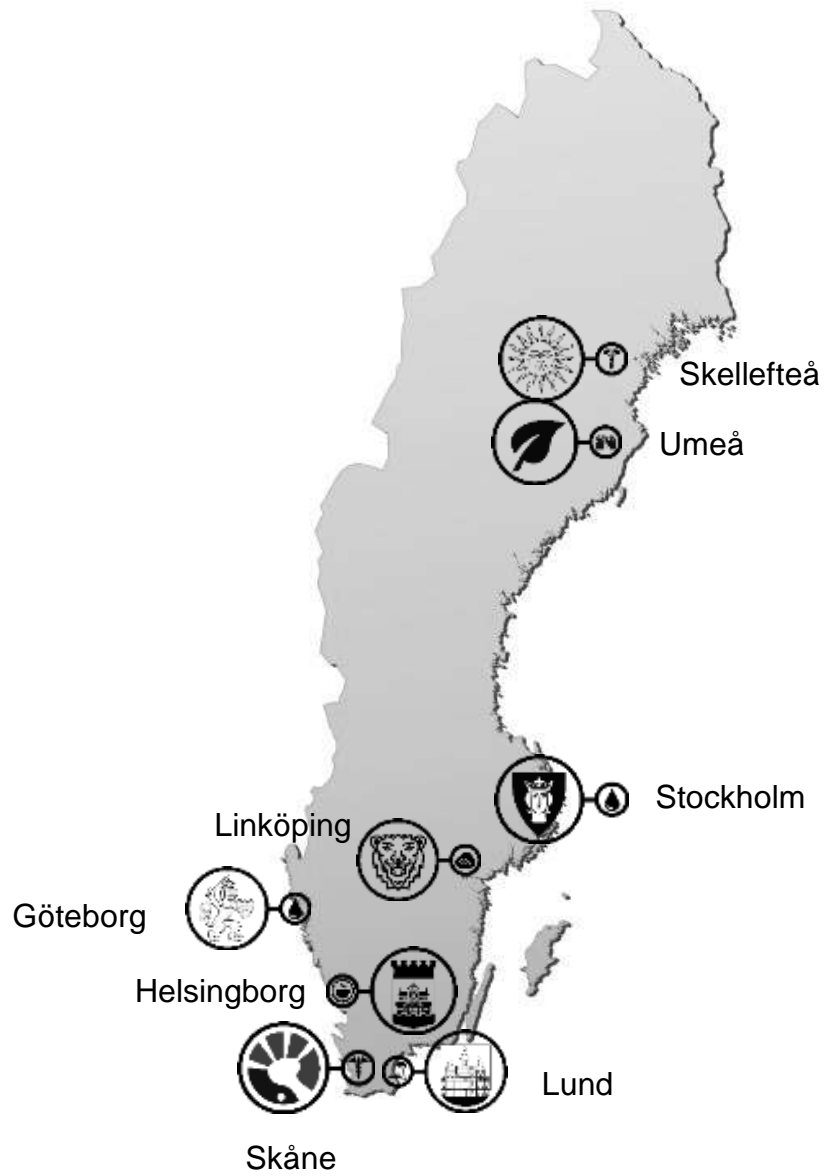 Skellefteå
Umeå
Stockholm
Linköping
Göteborg
Helsingborg
Lund
Skåne